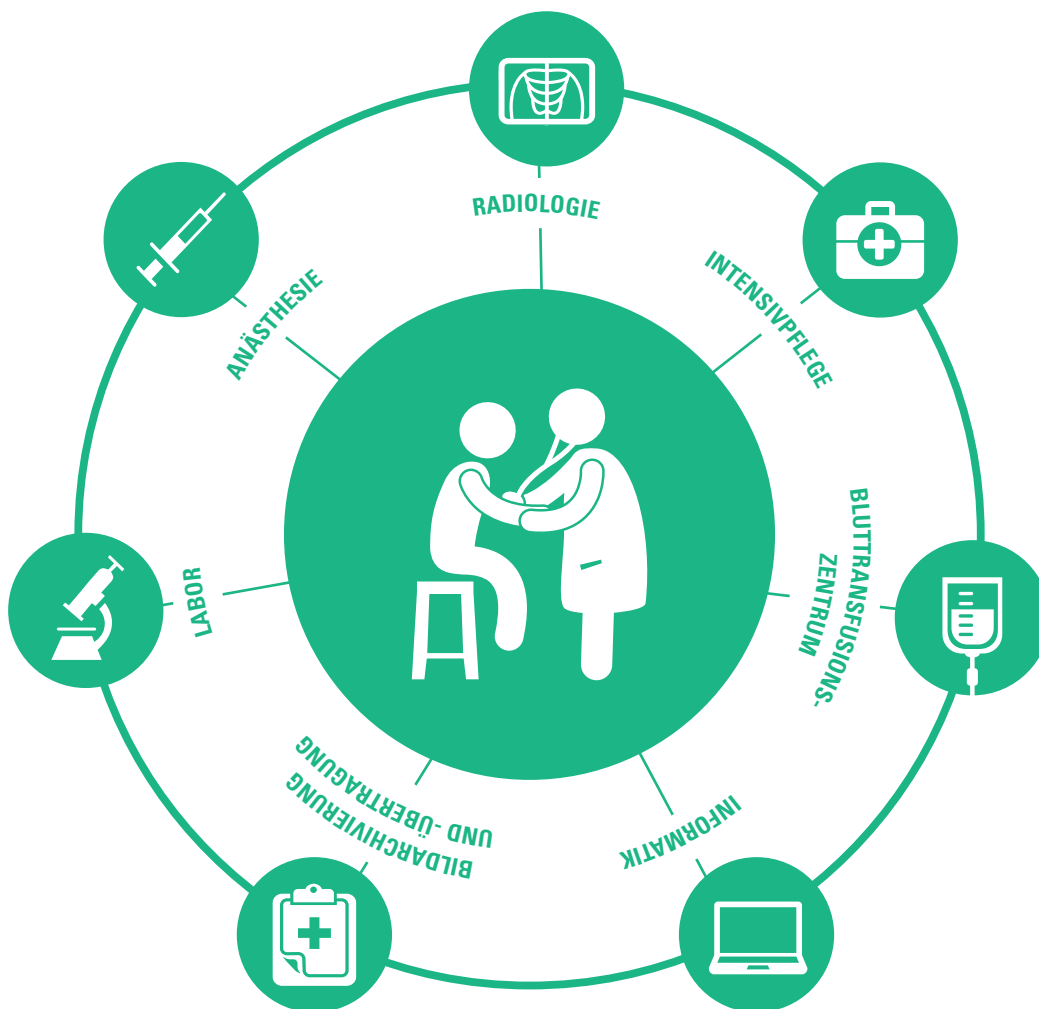 RADIOLOGIE
INTENSIVPFLEGE
BLUTTRANSFUSIONS-
ZENTRUM
INFORMATIK
BILDARCHIVIERUNG
UND -ÜBERTRAGUNG
LABOR
ANÄSTHESIE